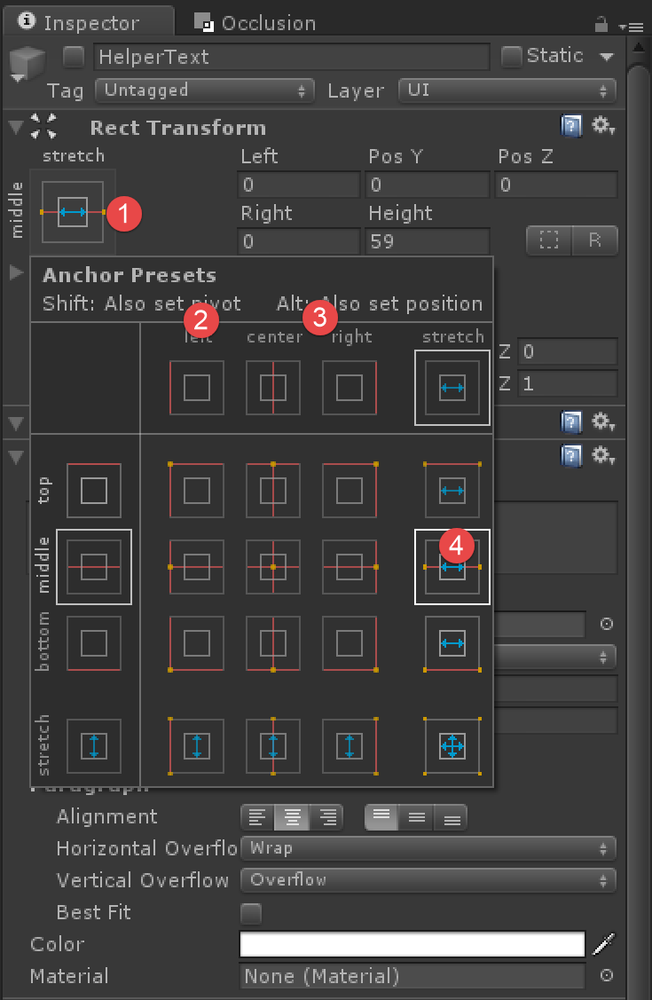 Inspector Occlusion
HelperText Static
Tag Untagged Layer UI
Rect Transform
stretch Left Pos Y Pos Z
middle 0 0 0
1
Right Height
0 59 R
Anchor Presets
Shift: Also set pivot Alt: Also set position
2 3
left center right stretch
Z 0
Z 1
top
middle 4
bottom
stretch
Paragraph
Alignment
Horizontal Overflo Wrap
Vertical Overflow Overflow
Best Fit
Color
Material None (Material)